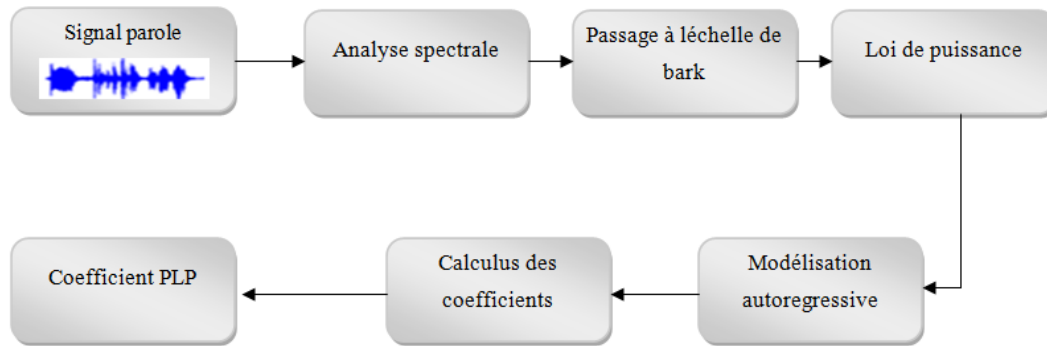 Signal parole
Analyse spectrale
Passage à léchelle de
bark
Loi de puissance
Modélisation
autoregressive
Calculus des
coefficients
Coefficient PLP